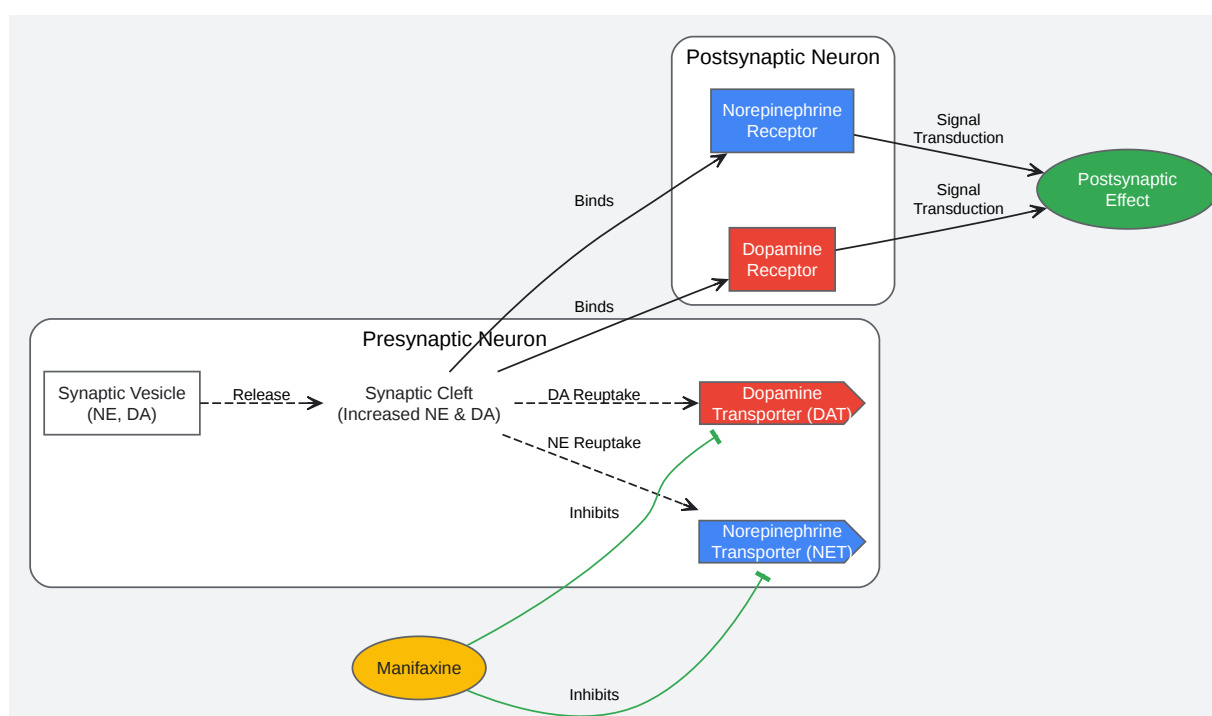 Postsynaptic Neuron
Norepinephrine
Receptor
Signal
Transduction
Postsynaptic
Effect
Binds
Signal
Transduction
Dopamine
Receptor
Binds
Presynaptic Neuron
Synaptic Vesicle
(NE, DA)
Release
Synaptic Cleft
(Increased NE & DA)
DA Reuptake
Dopamine
Transporter (DAT)
NE Reuptake
Inhibits
Norepinephrine
Transporter (NET)
Manifaxine
Inhibits